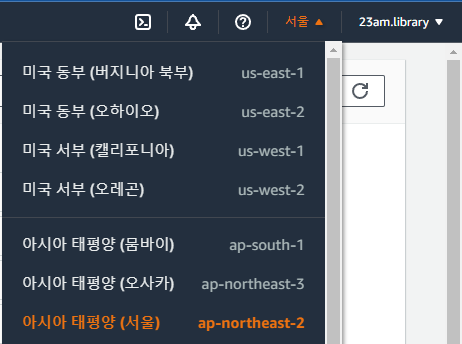 서울 ▲ 23am.library ▼
미국 동부 (버지니아 북부) us-east-1
미국 동부 (오하이오) us-east-2
미국 서부 (캘리포니아) us-west-1
미국 서부 (오레곤) us-west-2
아시아 태평양 (뭄바이) ap-south-1
아시아 태평양 (오사카) ap-northeast-3
아시아 태평양 (서울) ap-northeast-2